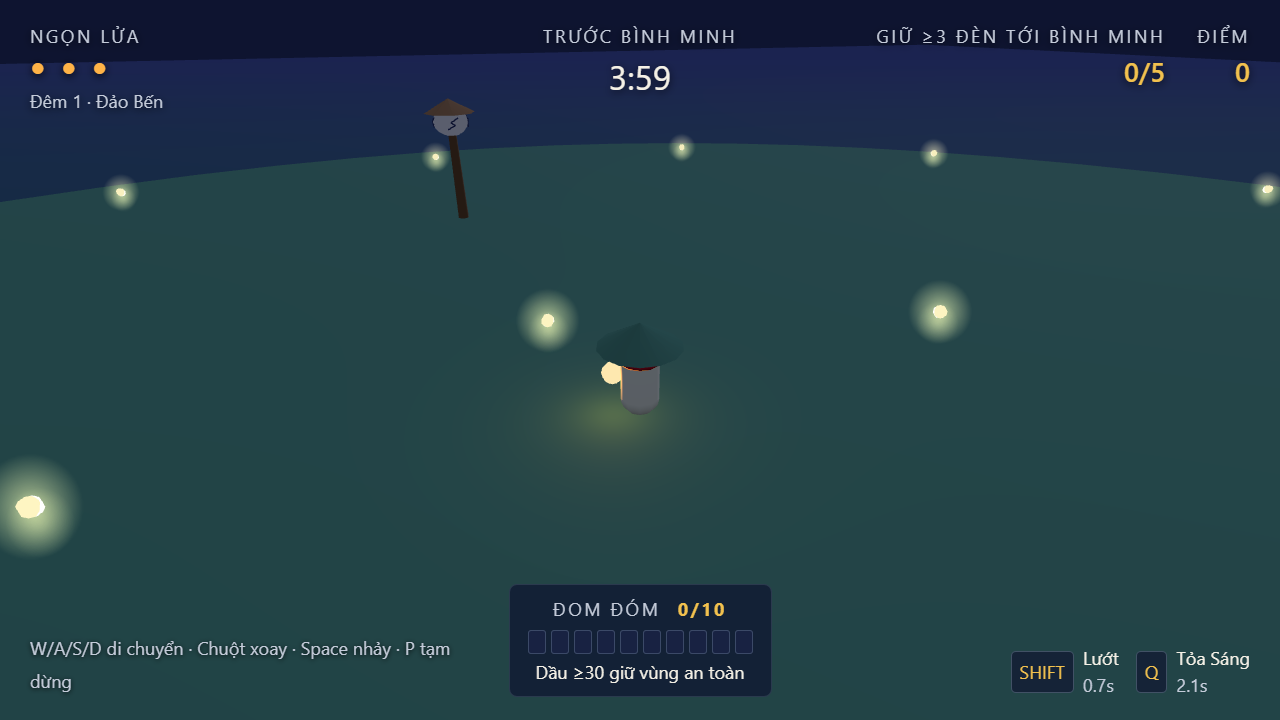 NGỌN LỬA
Đêm 1 · Đảo Bến
TRƯỚC BÌNH MINH
3:59
GIỮ ≥3 ĐÈN TỚI BÌNH MINH
0/5
ĐIỂM
0
W/A/S/D di chuyển · Chuột xoay · Space nhảy · P tạm
dừng
ĐOM ĐÓM 0/10
Dầu ≥30 giữ vùng an toàn
SHIFT
Lướt
0.7s
Q
Tỏa Sáng
2.1s